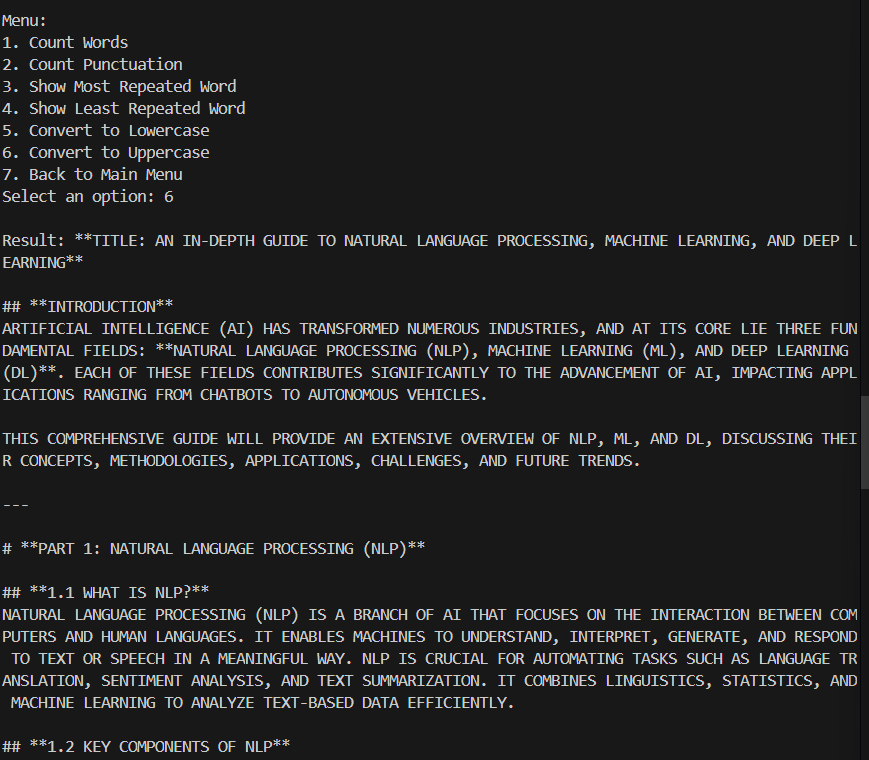 Menu:
1. Count Words
2. Count Punctuation
3. Show Most Repeated Word
4. Show Least Repeated Word
5. Convert to Lowercase
6. Convert to Uppercase
7. Back to Main Menu
Select an option: 6
Result: **TITLE: AN IN-DEPTH GUIDE TO NATURAL LANGUAGE PROCESSING, MACHINE LEARNING, AND DEEP L
EARNING**
## **INTRODUCTION**
ARTIFICIAL INTELLIGENCE (AI) HAS TRANSFORMED NUMEROUS INDUSTRIES, AND AT ITS CORE LIE THREE FUN
DAMENTAL FIELDS: **NATURAL LANGUAGE PROCESSING (NLP), MACHINE LEARNING (ML), AND DEEP LEARNING
(DL)**. EACH OF THESE FIELDS CONTRIBUTES SIGNIFICANTLY TO THE ADVANCEMENT OF AI, IMPACTING APPL
ICATIONS RANGING FROM CHATBOTS TO AUTONOMOUS VEHICLES.
THIS COMPREHENSIVE GUIDE WILL PROVIDE AN EXTENSIVE OVERVIEW OF NLP, ML, AND DL, DISCUSSING THEI
R CONCEPTS, METHODOLOGIES, APPLICATIONS, CHALLENGES, AND FUTURE TRENDS.
---
# **PART 1: NATURAL LANGUAGE PROCESSING (NLP)**
## **1.1 WHAT IS NLP?**
NATURAL LANGUAGE PROCESSING (NLP) IS A BRANCH OF AI THAT FOCUSES ON THE INTERACTION BETWEEN COM
PUTERS AND HUMAN LANGUAGES. IT ENABLES MACHINES TO UNDERSTAND, INTERPRET, GENERATE, AND RESPOND
TO TEXT OR SPEECH IN A MEANINGFUL WAY. NLP IS CRUCIAL FOR AUTOMATING TASKS SUCH AS LANGUAGE TR
ANSLATION, SENTIMENT ANALYSIS, AND TEXT SUMMARIZATION. IT COMBINES LINGUISTICS, STATISTICS, AND
MACHINE LEARNING TO ANALYZE TEXT-BASED DATA EFFICIENTLY.
## **1.2 KEY COMPONENTS OF NLP**